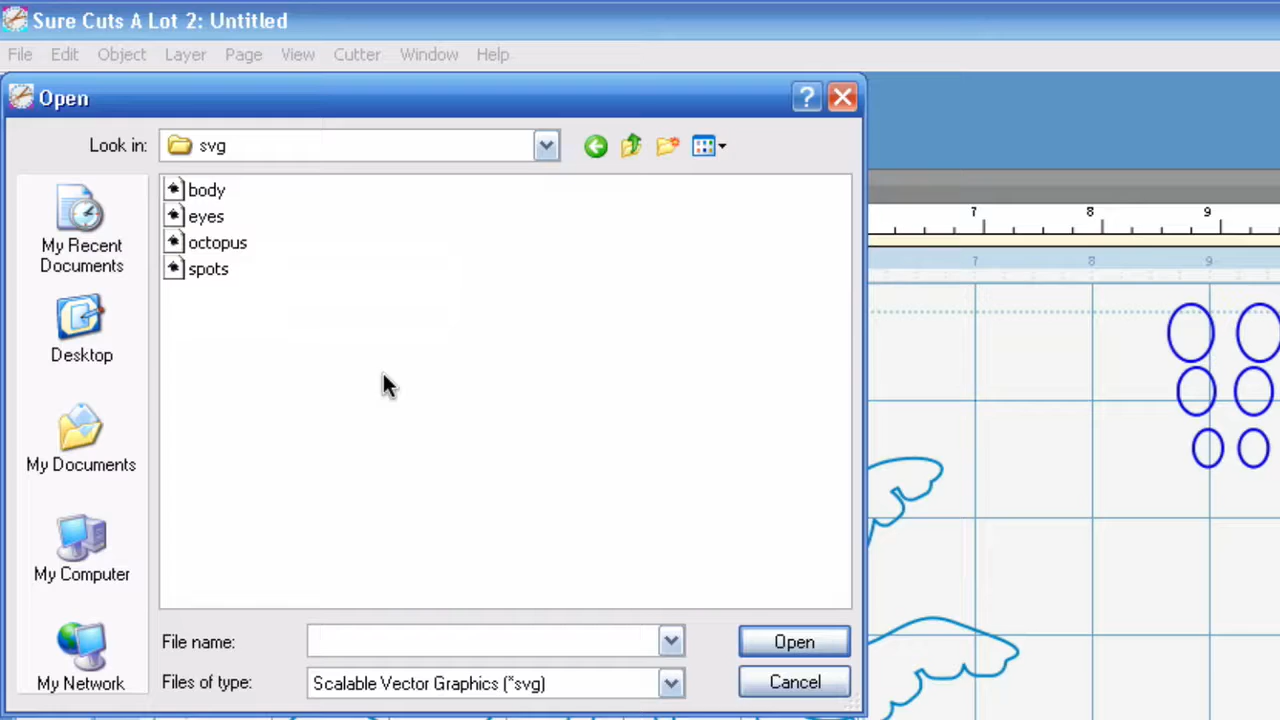 Sure Cuts A Lot 2: Untitled
File Edit Object Layer Page View Cutter Window Help
Open
Look in: svg
body
eyes
octopus
spots
My Recent
Documents
Desktop
My Documents
My Computer
My Network
File name:
Open
Files of type: Scalable Vector Graphics (*svg)
Cancel
7 8 9
7 8 9